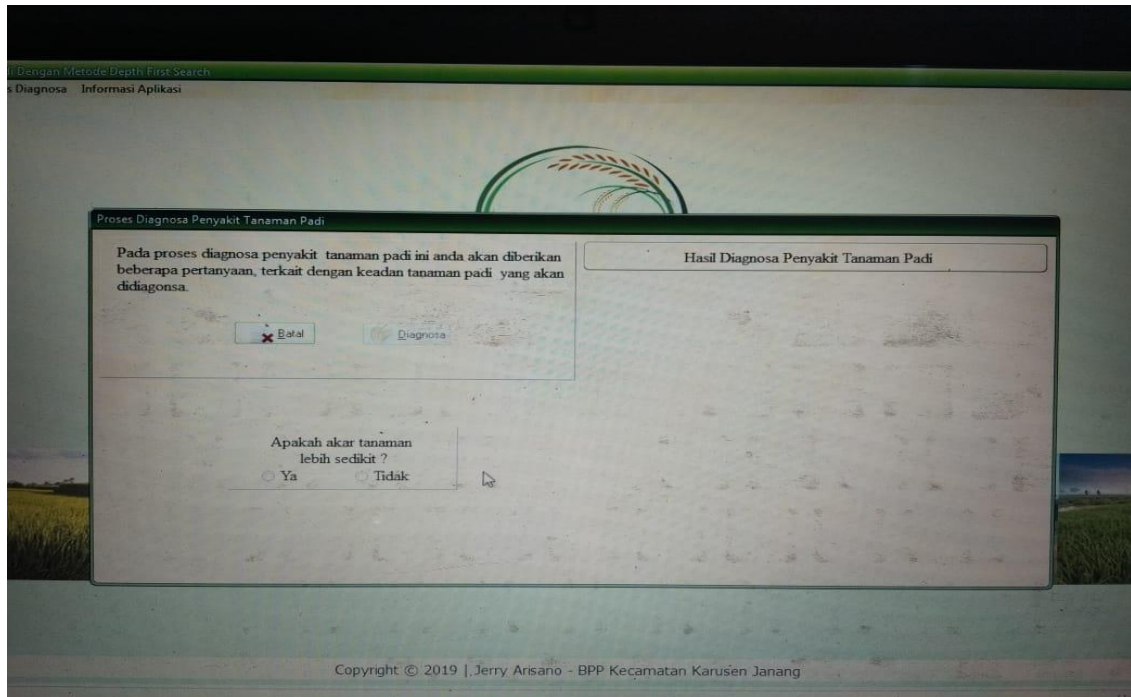 Dengan Metode Depth First Search
s Diagnosa Informasi Aplikasi
Proses Diagnosa Penyakit Tanaman Padi
Pada proses diagnosa penyakit tanaman padi ini anda akan diberikan
beberapa pertanyaan, terkait dengan keadan tanaman padi yang akan
didiagonsa.
Batal Diagnosa
Hasil Diagnosa Penyakit Tanaman Padi
Apakah akar tanaman
lebih sedikit ?
Ya Tidak
Copyright © 2019 | Jerry Arisano - BPP Kecamatan Karusen Janang